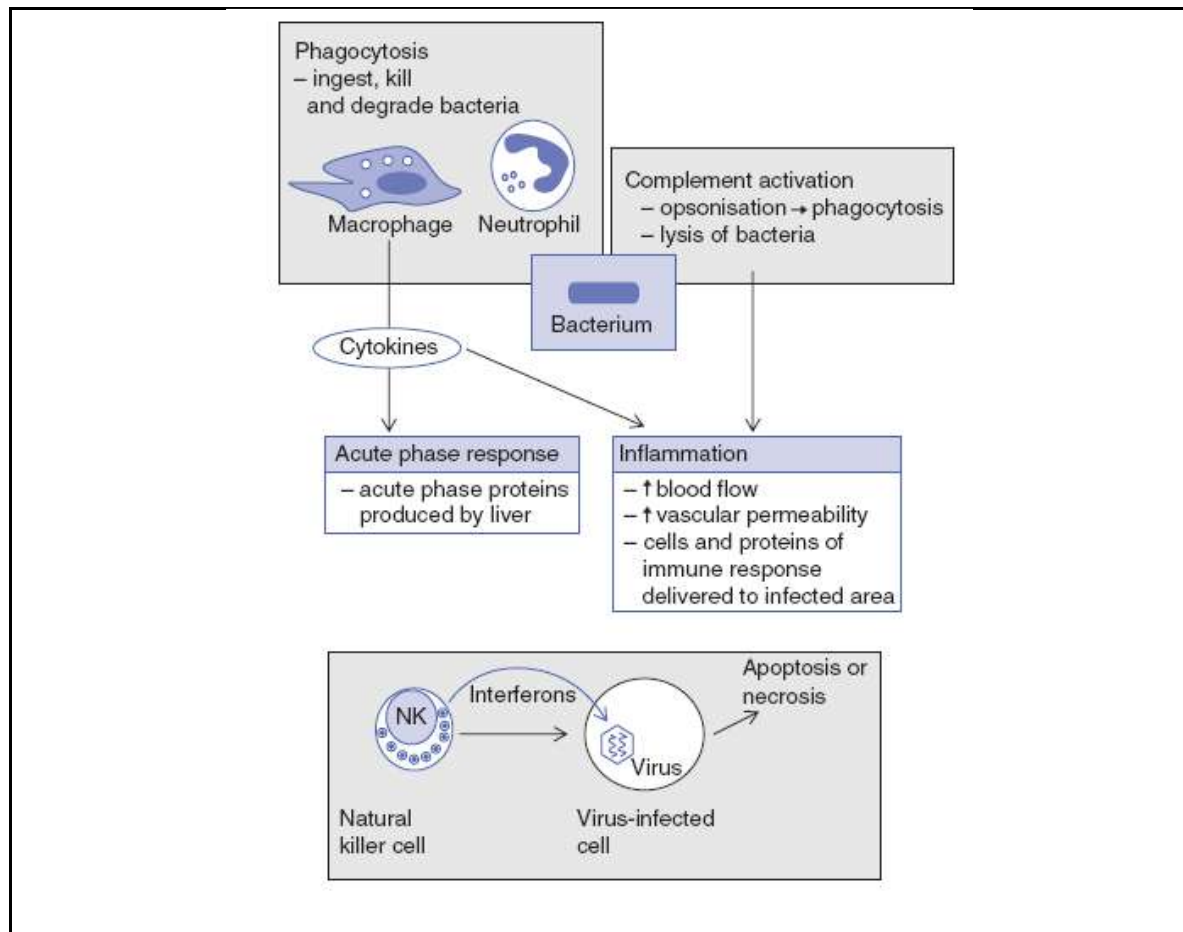 Phagocytosis
– ingest, kill
and degrade bacteria
Macrophage
Neutrophil
Complement activation
– opsonisation → phagocytosis
– lysis of bacteria
Bacterium
Cytokines
Acute phase response
– acute phase proteins
produced by liver
Inflammation
– ↑ blood flow
– ↑ vascular permeability
– cells and proteins of
immune response
delivered to infected area
NK
Interferons
Virus
Apoptosis or
necrosis
Natural
killer cell
Virus-infected
cell